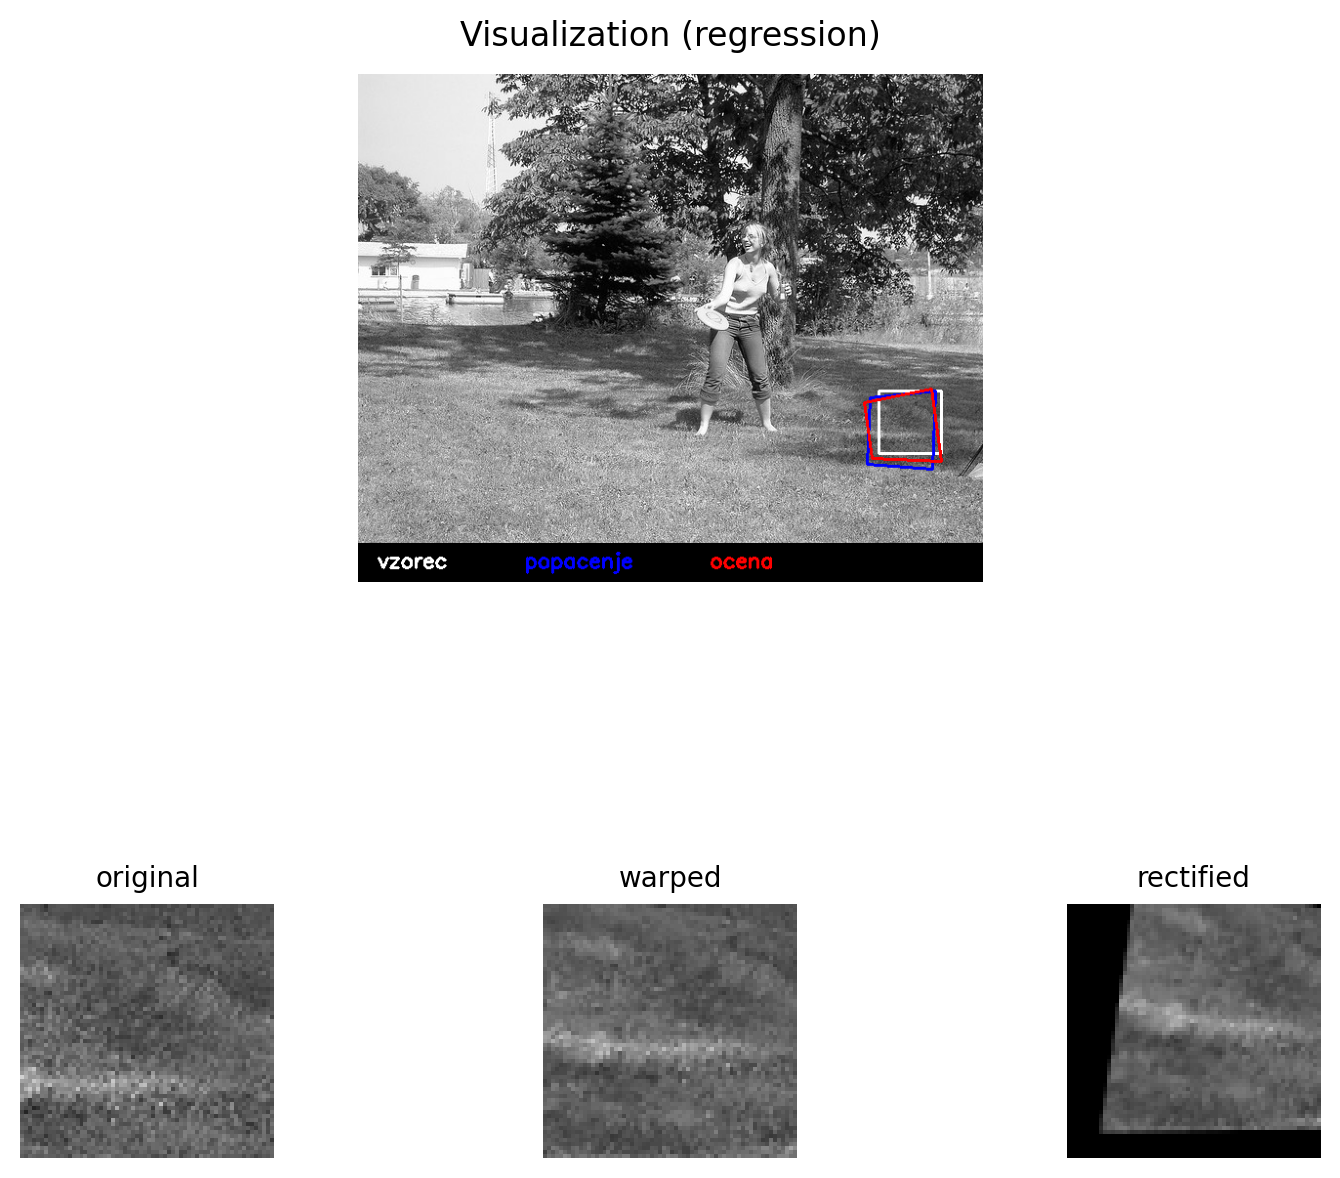 Visualization (regression)
vzorec popacenje ocena
original warped rectified